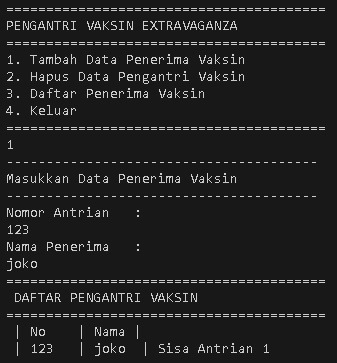 ========================================
PENGANTRI VAKSIN EXTRAVAGANZA
========================================
1. Tambah Data Penerima Vaksin
2. Hapus Data Pengantri Vaksin
3. Daftar Penerima Vaksin
4. Keluar
========================================
1
---------------------------------------
Masukkan Data Penerima Vaksin
---------------------------------------
Nomor Antrian   :
123
Nama Penerima   :
joko
========================================
 DAFTAR PENGANTRI VAKSIN
========================================
 | No    | Nama |
 | 123   | joko  | Sisa Antrian 1